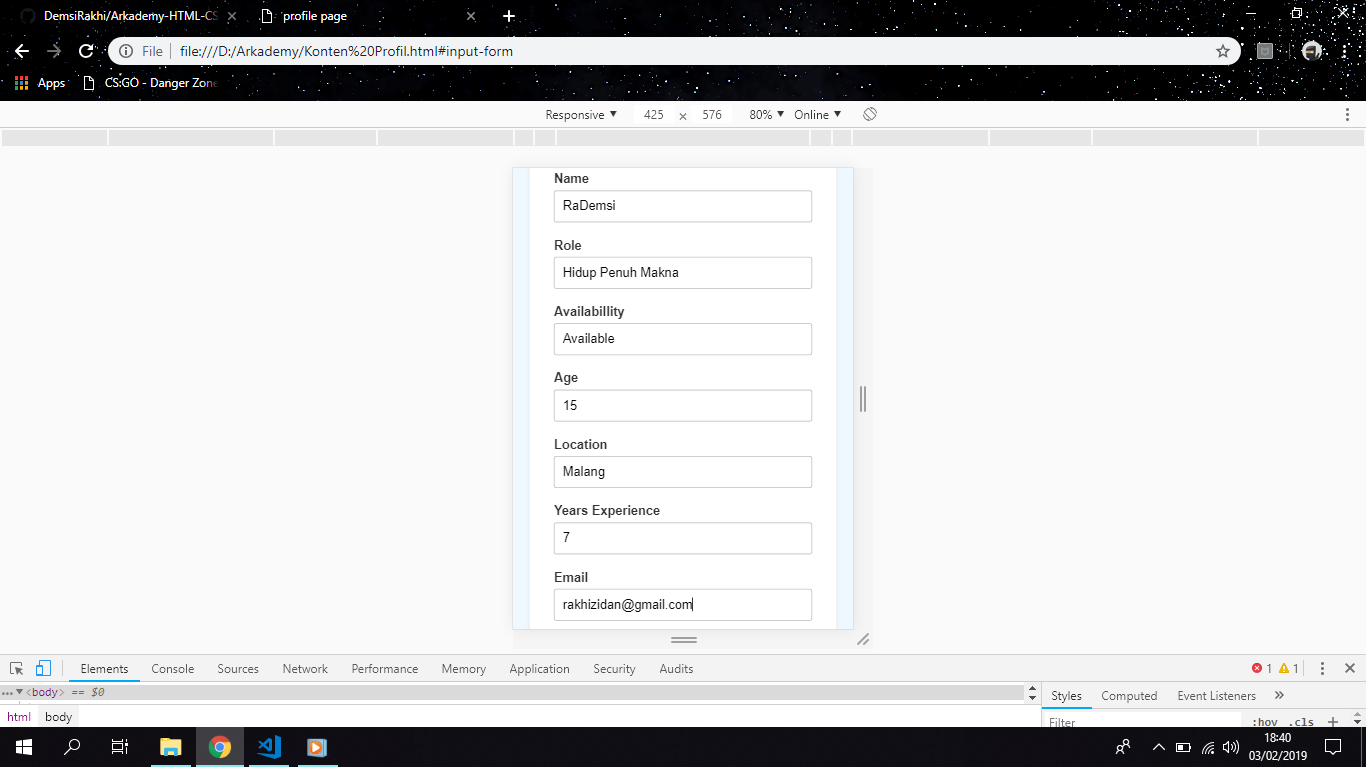 DemsiRakhi/Arkademy-HTML-CS
profile page
File
file:///D:/Arkademy/Konten%20Profil.html#input-form
Apps
CS:GO - Danger Zone
Responsive ▼ 425 × 576 80% ▼ Online ▼
Name
RaDemsi
Role
Hidup Penuh Makna
Availabillity
Available
Age
15
Location
Malang
Years Experience
7
Email
rakhizidan@gmail.com
Elements Console Sources Network Performance Memory Application Security Audits 1 1
... ▼ <body> == $0
Styles Computed Event Listeners »
html body
Filter :hov .cls +
18:40
03/02/2019